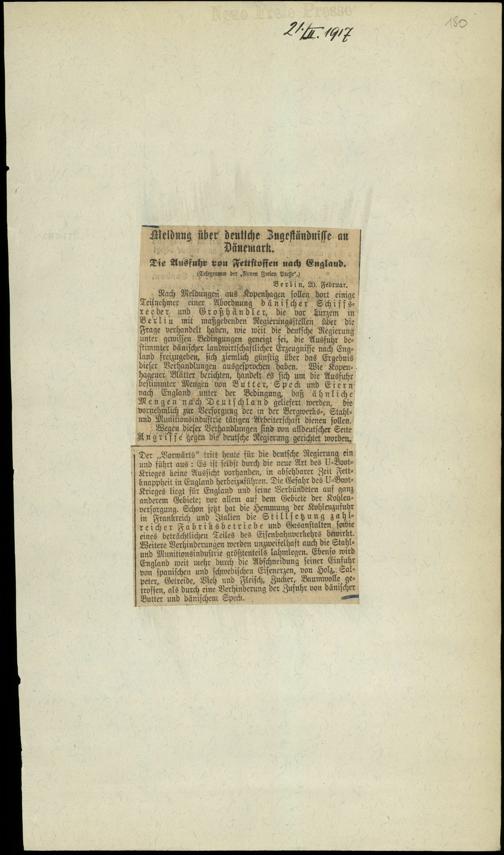 Neue Freie Presse
21./II. 1917
180
Meldung über deutsche Zugeständnisse an
Dänemark.
Die Ausfuhr von Fettstoffen nach England.
(Telegramm der „Neuen Freien Presse“.)
Berlin, 20. Februar.
Nach Meldungen aus Kopenhagen sollen dort einige
Teilnehmer einer Abordnung dänischer Schiffs-
reeder und Großhändler, die vor kurzem in
Berlin mit maßgebenden Regierungsstellen über die
Frage verhandelt haben, wie weit die deutsche Regierung
unter gewissen Bedingungen geneigt sei, die Ausfuhr be-
stimmter dänischer landwirtschaftlicher Erzeugnisse nach Eng-
land freizugeben, sich ziemlich günstig über das Ergebnis
dieser Verhandlungen ausgesprochen haben. Wie Kopen-
hagener Blätter berichten, handelt es sich um die Ausfuhr
bestimmter Mengen von Butter, Speck und Eiern
nach England unter der Bedingung, daß ähnliche
Mengen nach Deutschland geliefert werden, die
vornehmlich zur Versorgung der in der Bergwerks-, Stahl-
und Munitionsindustrie tätigen Arbeiterschaft dienen sollen.
Wegen dieser Verhandlungen sind von alldeutscher Seite
Angriffe gegen die deutsche Regierung gerichtet worden.
Der „Vorwärts“ tritt heute für die deutsche Regierung ein
und führt aus: Es ist selbst durch die neue Art des U-Boot-
Krieges keine Aussicht vorhanden, in absehbarer Zeit Fett-
knappheit in England herbeizuführen. Die Gefahr des U-Boot-
Krieges liegt für England und seine Verbündeten auf ganz
anderem Gebiete; vor allem auf dem Gebiete der Kohlen-
versorgung. Schon jetzt hat die Hemmung der Kohlenzufuhr
in Frankreich und Italien die Stillsetzung zahl-
reicher Fabriksbetriebe und Gasanstalten sowie
eines beträchtlichen Teiles des Eisenbahnverkehrs bewirkt.
Weitere Verhinderungen werden unzweifelhaft auch die Stahl-
und Munitionsindustrie größtenteils lahmlegen. Ebenso wird
England weit mehr durch die Abschneidung seiner Einfuhr
von spanischen und schwedischen Eisenerzen, von Holz, Sal-
peter, Getreide, Vieh und Fleisch, Zucker, Baumwolle ge-
troffen, als durch eine Verhinderung der Zufuhr von dänischer
Butter und dänischem Speck.